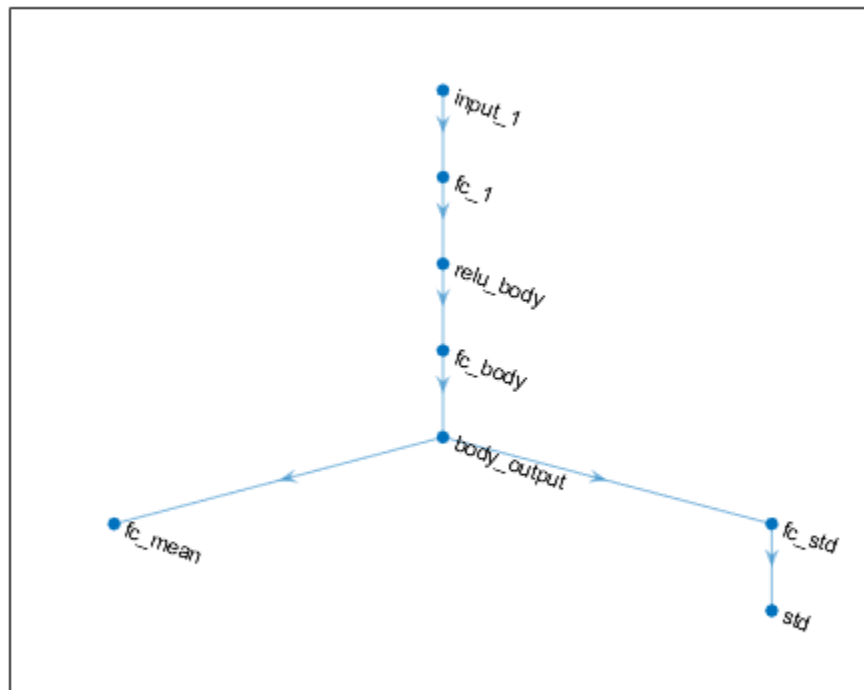 input_1
fc_1
relu_body
fc_body
body_output
fc_mean
fc_std
std